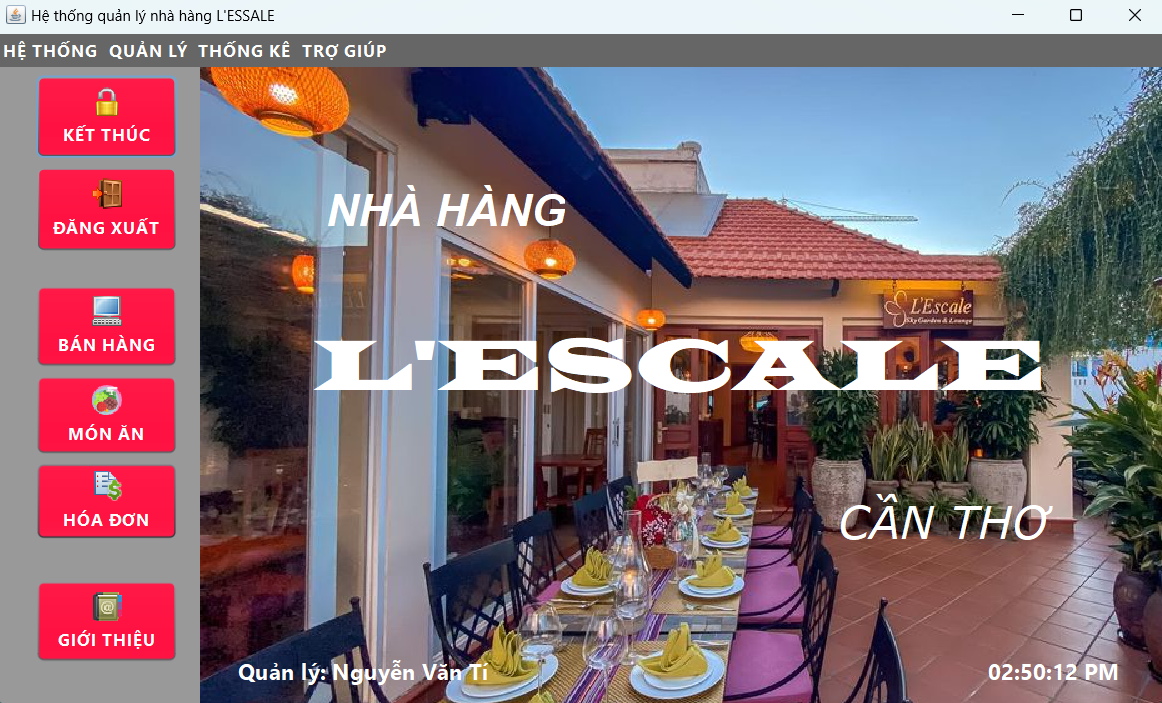 Hệ thống quản lý nhà hàng L'ESSALE
HỆ THỐNG QUẢN LÝ THỐNG KÊ TRỢ GIÚP
KẾT THÚC
ĐĂNG XUẤT
BÁN HÀNG
MÓN ĂN
HÓA ĐƠN
GIỚI THIỆU
NHÀ HÀNG
L'Escale
Sky Garden & Lounge
L'ESCALE
CẦN THƠ
Quản lý: Nguyễn Văn Tí
02:50:12 PM